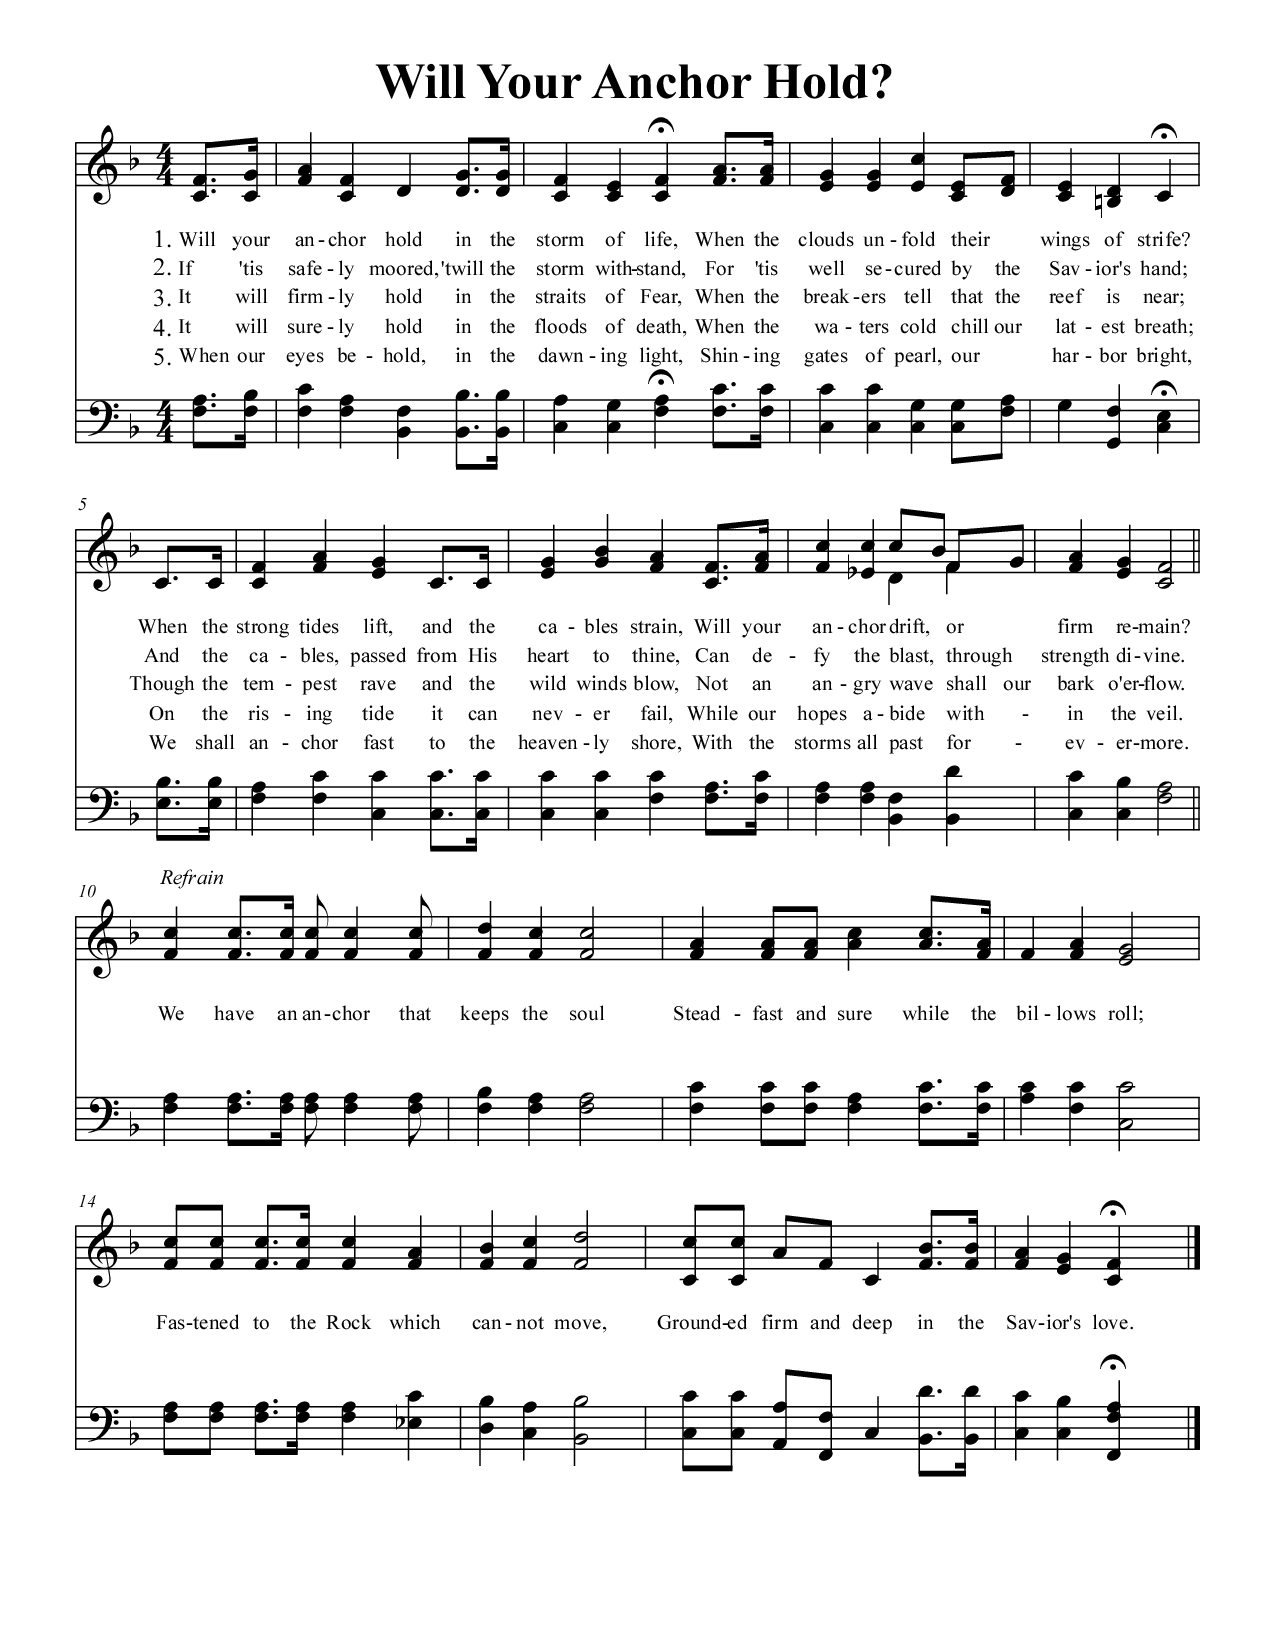 Will Your Anchor Hold?
1. Will your an - chor hold in the storm of life, When the clouds un - fold their wings of strife?
2. If 'tis safe - ly moored, 'twill the storm with - stand, For 'tis well se - cured by the Sav - ior's hand;
3. It will firm - ly hold in the straits of Fear, When the break - ers tell that the reef is near;
4. It will sure - ly hold in the floods of death, When the wa - ters cold chill our lat - est breath;
5. When our eyes be - hold, in the dawn - ing light, Shin - ing gates of pearl, our har - bor bright,
5
When the strong tides lift, and the ca - bles strain, Will your an - chor drift, or firm re - main?
And the ca - bles, passed from His heart to thine, Can de - fy the blast, through strength di - vine.
Though the tem - pest rave and the wild winds blow, Not an an - gry wave shall our bark o'er - flow.
On the ris - ing tide it can nev - er fail, While our hopes a - bide with - in the veil.
We shall an - chor fast to the heaven - ly shore, With the storms all past for - ev - er - more.
Refrain
10
We have an an - chor that keeps the soul Stead - fast and sure while the bil - lows roll;
14
Fas - tened to the Rock which can - not move, Ground - ed firm and deep in the Sav - ior's love.